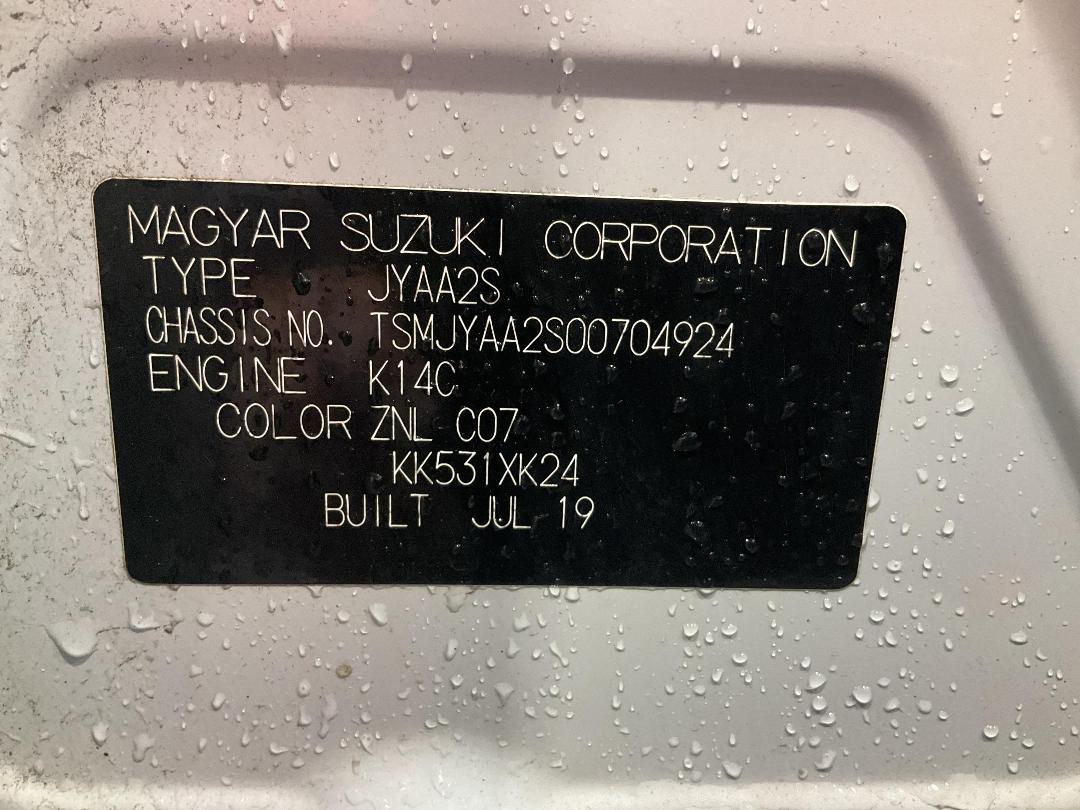 MAGYAR SUZUKI CORPORATION
TYPE JYAA2S
CHASSIS NO. TSMJYAA2S00704924
ENGINE K14C
COLOR ZNL C07
KK531XK24
BUILT JUL 19